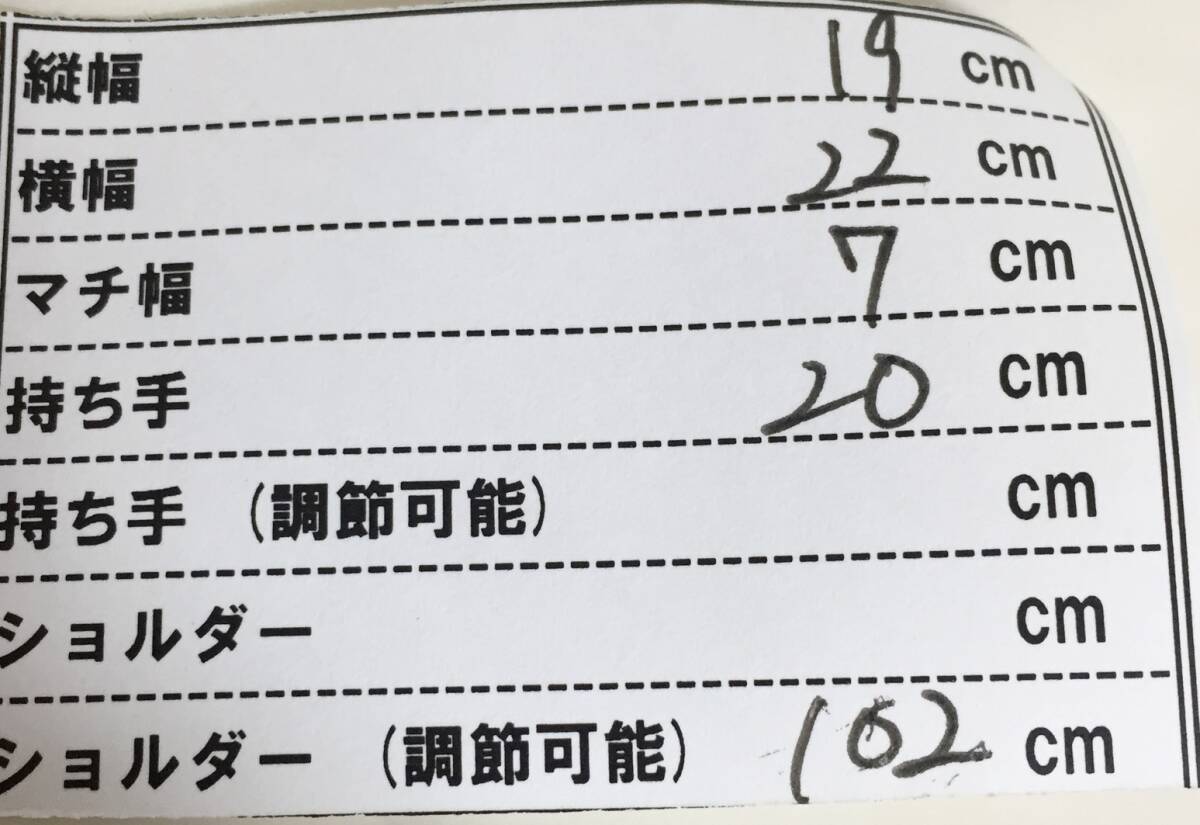 縦幅 19 cm
横幅 22 cm
マチ幅 7 cm
持ち手 20 cm
持ち手 (調節可能) cm
ショルダー cm
ショルダー (調節可能) 102 cm